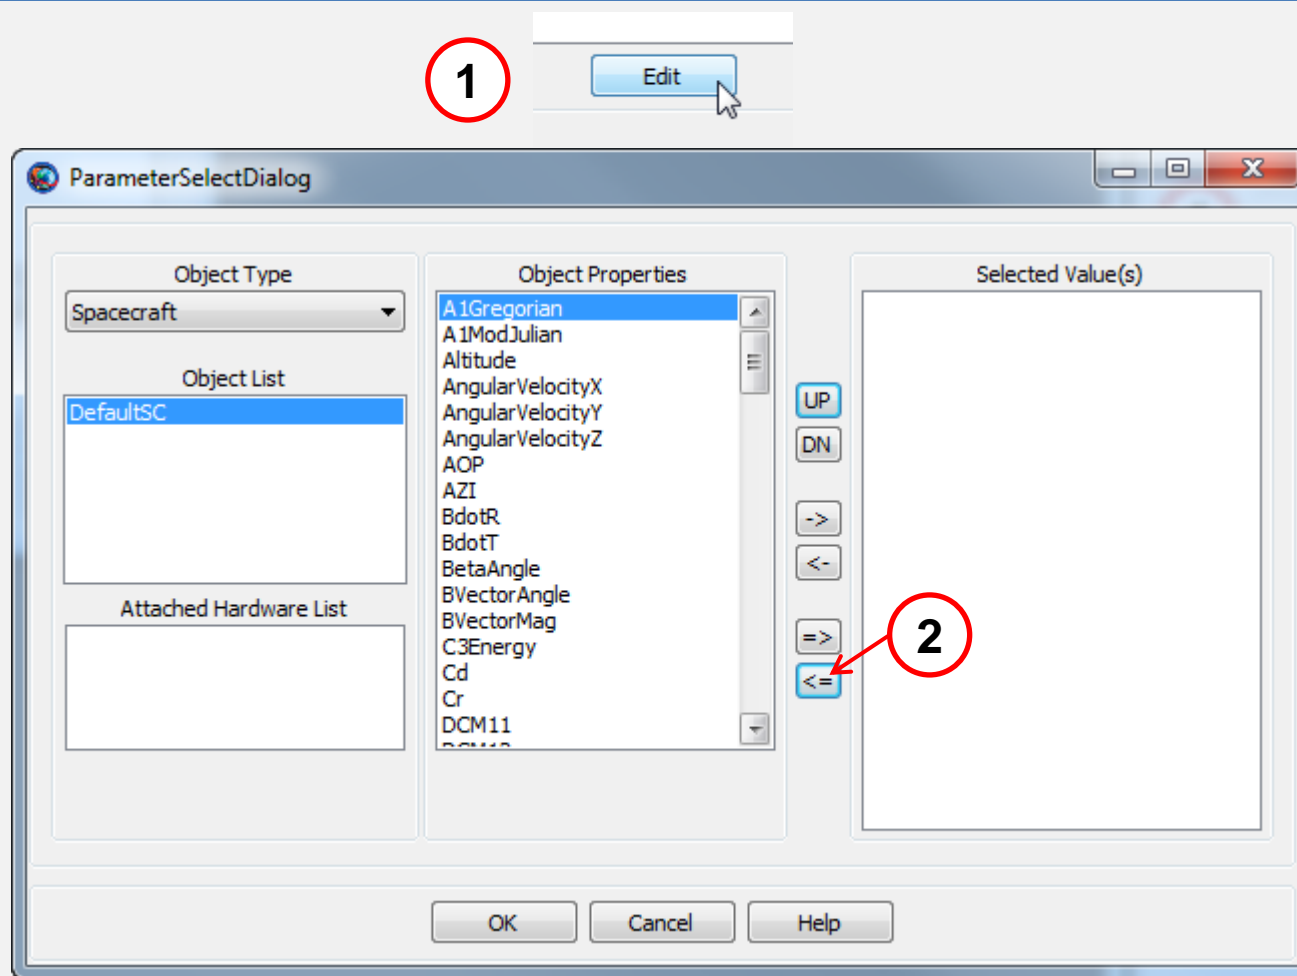 1
Edit
ParameterSelectDialog
Object Type
Spacecraft
Object List
DefaultSC
Attached Hardware List
Object Properties
A1Gregorian
A1ModJulian
Altitude
AngularVelocityX
AngularVelocityY
AngularVelocityZ
AOP
AZI
BdotR
BdotT
BetaAngle
BVectorAngle
BVectorMag
C3Energy
Cd
Cr
DCM11
UP
DN
->
<-
=>
<=
2
Selected Value(s)
OK
Cancel
Help